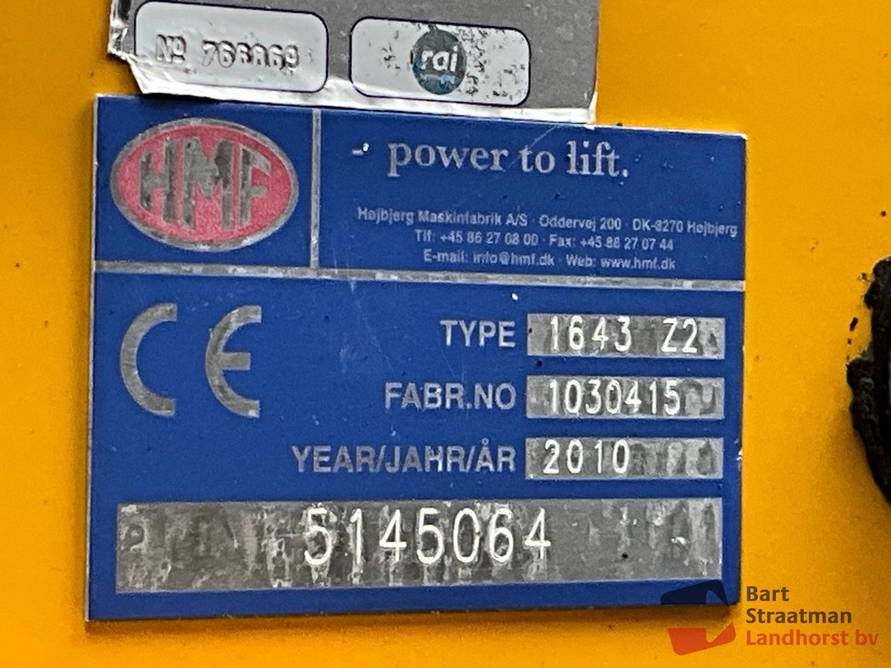 Nº 766869
rai
HMF
power to lift.
Højbjerg Maskinfabrik A/S · Oddervej 200 · DK-8270 Højbjerg
Tlf: +45 86 27 08 00 · Fax: +45 86 27 07 44
E-mail: info@hmf.dk · Web: www.hmf.dk
CE
TYPE 1643 Z2
FABR.NO 1030415
YEAR/JAHR/ÅR 2010
5145064
Bart
Straatman
Landhorst bv